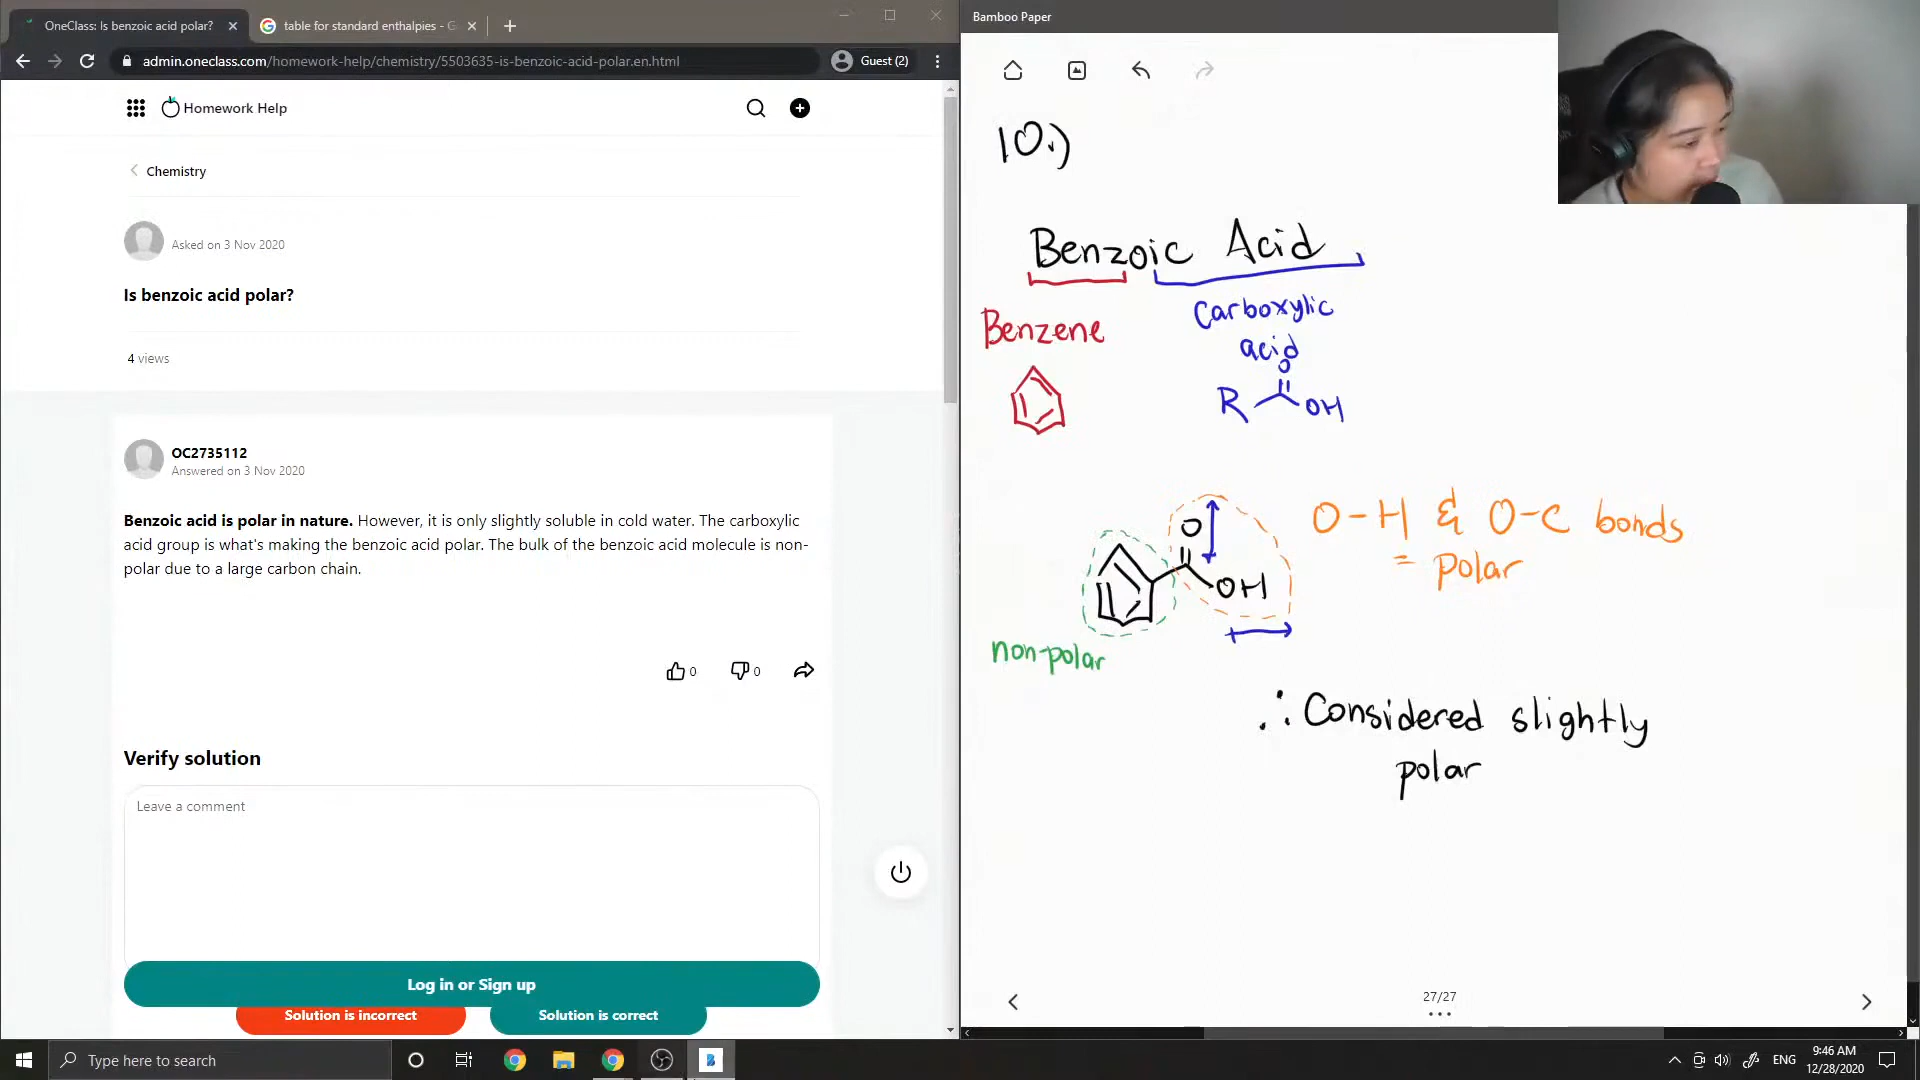 OneClass: Is benzoic acid polar?
table for standard enthalpies - G
admin.oneclass.com/homework-help/chemistry/5503635-is-benzoic-acid-polar.en.html
Guest (2)
Homework Help
Chemistry
Asked on 3 Nov 2020
Is benzoic acid polar?
4 views
OC2735112
Answered on 3 Nov 2020
Benzoic acid is polar in nature. However, it is only slightly soluble in cold water. The carboxylic
acid group is what's making the benzoic acid polar. The bulk of the benzoic acid molecule is non-
polar due to a large carbon chain.
0
0
Verify solution
Leave a comment
Log in or Sign up
Solution is incorrect
Solution is correct
Bamboo Paper
10.)
Benzoic Acid
Benzene
Carboxylic
acid
O
R OH
O
OH
O-H & O-C bonds
= polar
non-polar
∴ Considered slightly
polar
27/27
Type here to search
ENG
9:46 AM
12/28/2020